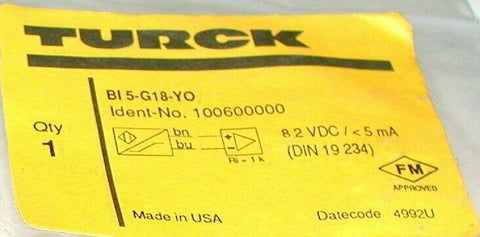 TURCK
BI 5-G18-YO
Ident-No. 100600000
Qty
1
bn
bu
+
-
Ri = 1 k
8.2 VDC / < 5 mA
(DIN 19 234)
FM
APPROVED
Made in USA
Datecode 4992U